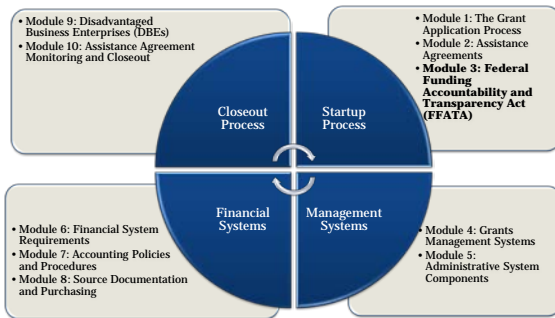 • Module 9: Disadvantaged
Business Enterprises (DBEs)
• Module 10: Assistance Agreement
Monitoring and Closeout
• Module 1: The Grant
Application Process
• Module 2: Assistance
Agreements
• Module 3: Federal
Funding
Accountability and
Transparency Act
(FFATA)
Closeout
Process
Startup
Process
Financial
Systems
Management
Systems
• Module 6: Financial System
Requirements
• Module 7: Accounting Policies
and Procedures
• Module 8: Source Documentation
and Purchasing
• Module 4: Grants
Management Systems
• Module 5:
Administrative System
Components